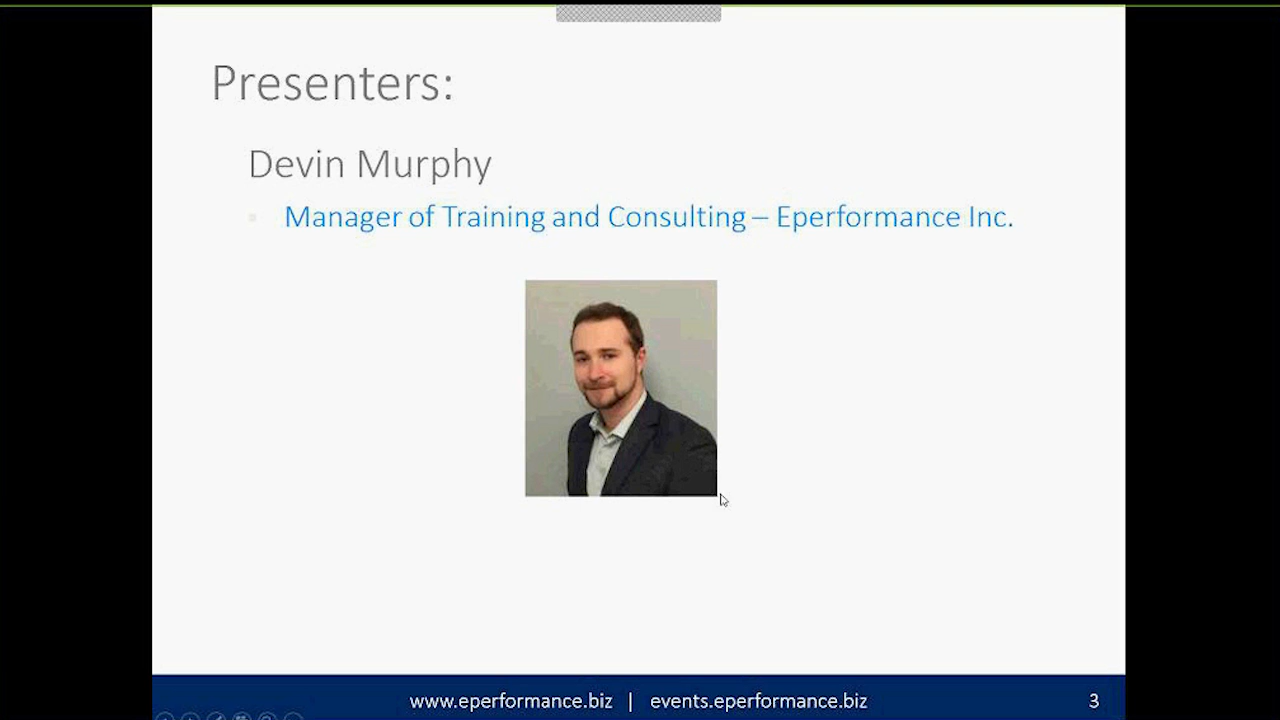 Presenters:
Devin Murphy
Manager of Training and Consulting – Eperformance Inc.
www.eperformance.biz | events.eperformance.biz 3